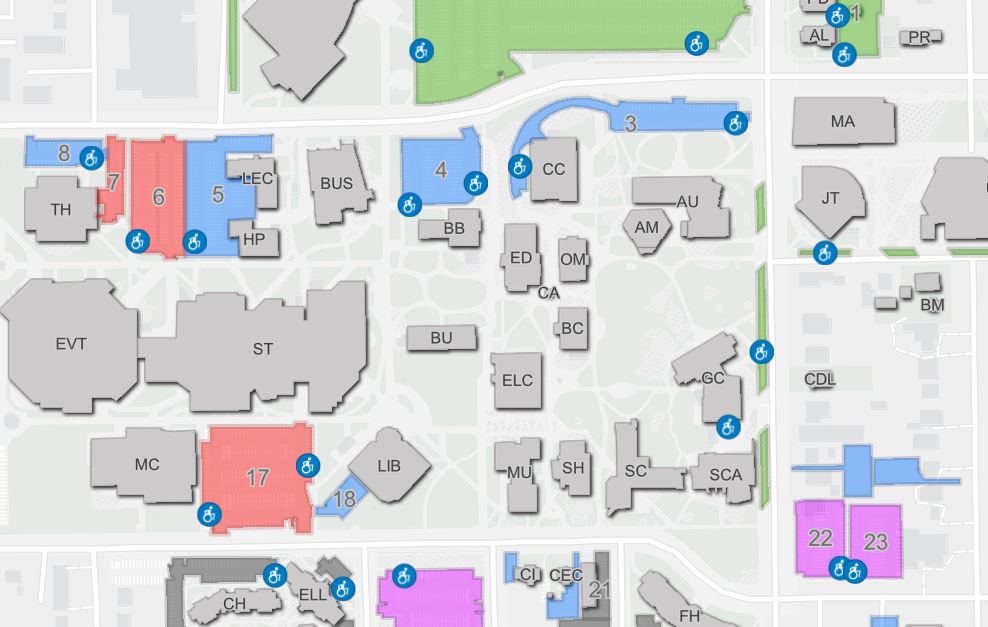 1
AL
PR
3
MA
8
7
6
5
LEC
BUS
4
CC
TH
HP
BB
AU
AM
JT
ED
OM
CA
BM
EVT
ST
BU
BC
ELC
GC
CDL
MC
17
LIB
18
MU
SH
SC
SCA
22
23
CH
ELL
CI
CEC
21
FH